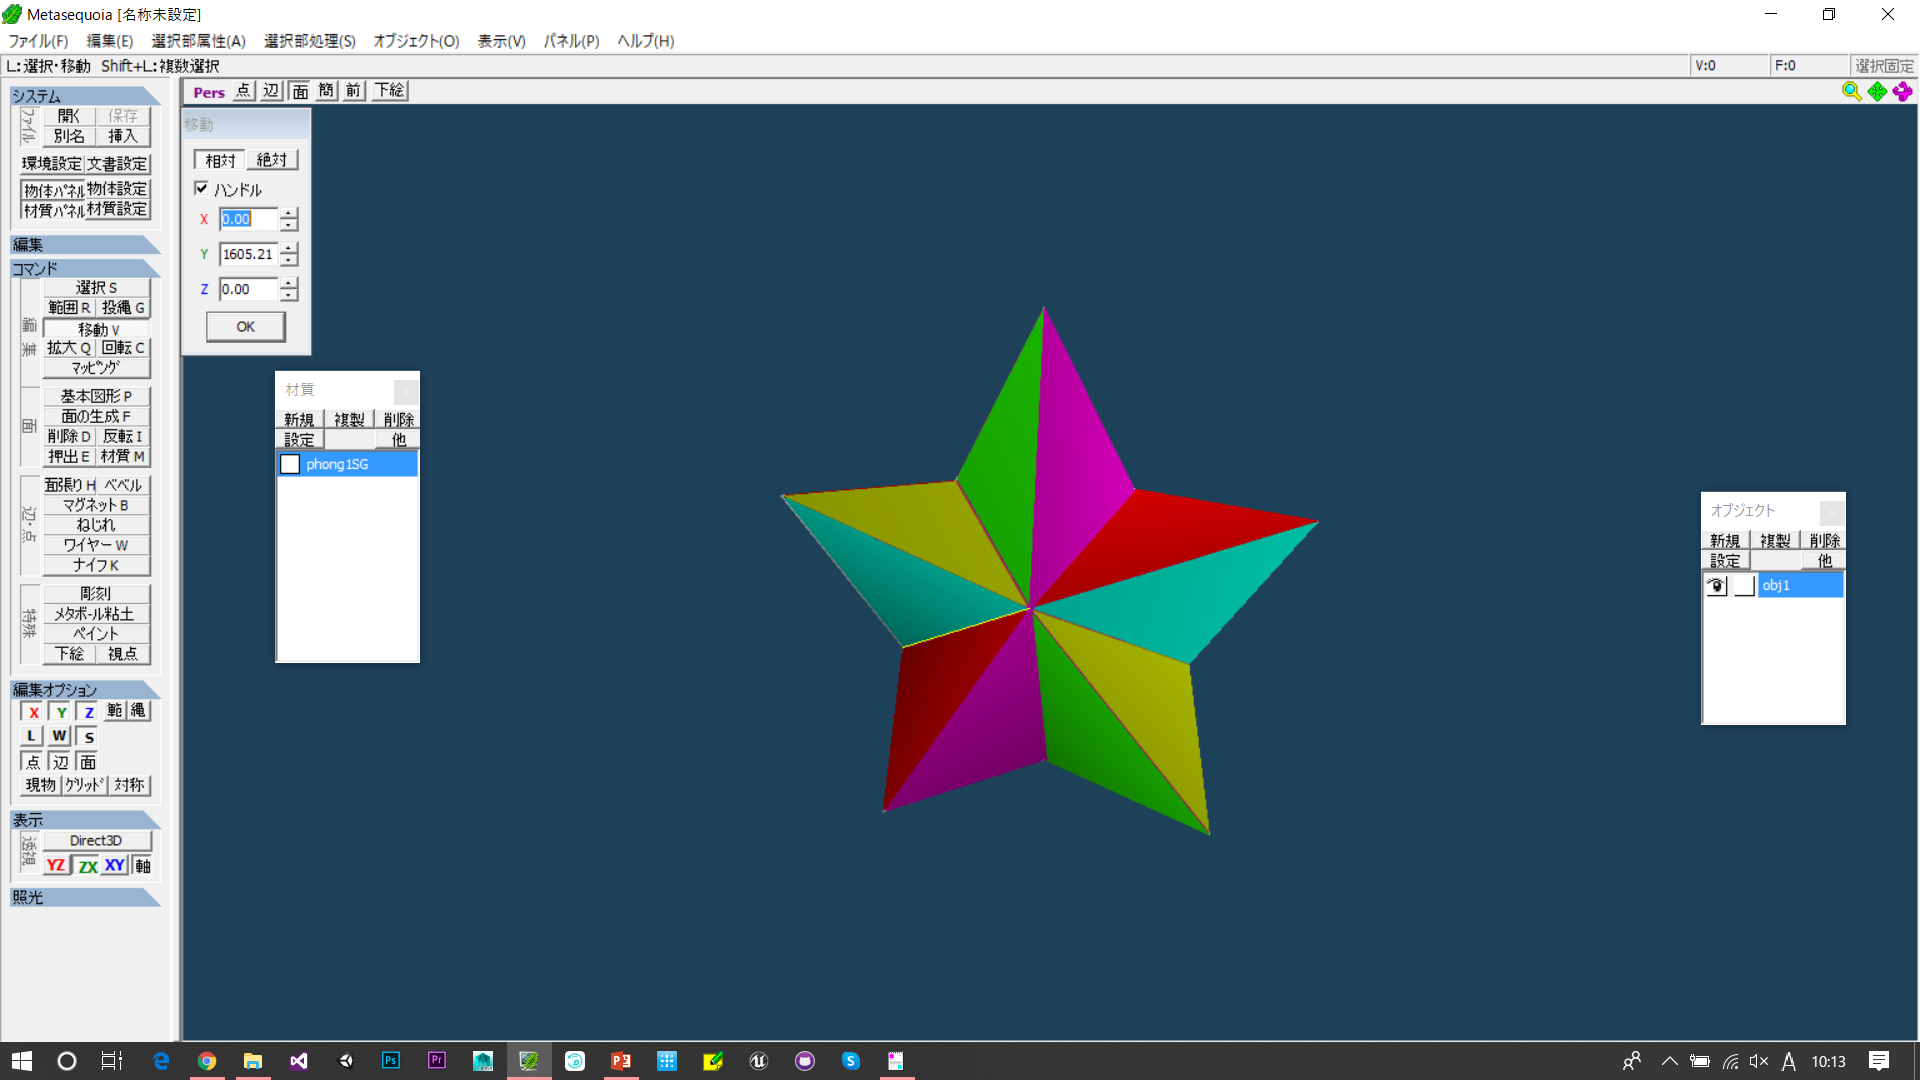 Metasequoia [名称未設定]
ファイル(F) 編集(E) 選択部属性(A) 選択部処理(S) オブジェクト(O) 表示(V) パネル(P) ヘルプ(H)
L:選択・移動 Shift+L:複数選択 V:0 F:0 選択固定
Pers 点 辺 面 簡 前 下絵
システム
ファイル
開く 保存
別名 挿入
環境設定 文書設定
物体パネル 物体設定
材質パネル 材質設定
編集
コマンド
編集
選択 S
範囲 R 投縄 G
移動 V
拡大 Q 回転 C
マッピング
面
基本図形 P
面の生成 F
削除 D 反転 I
押出 E 材質 M
辺・点
面張り H ベベル
マグネット B
ねじれ
ワイヤー W
ナイフ K
特殊
彫刻
メタボール粘土
ペイント
下絵 視点
編集オプション
X Y Z 範 縄
L W S
点 辺 面
現物 グリッド 対称
表示
透視
Direct3D
YZ ZX XY 軸
照光
移動
相対 絶対
ハンドル
X 0.00
Y 1605.21
Z 0.00
OK
材質
新規 複製 削除
設定 他
phong1SG
オブジェクト
新規 複製 削除
設定 他
obj1
Ps Pr S A 10:13